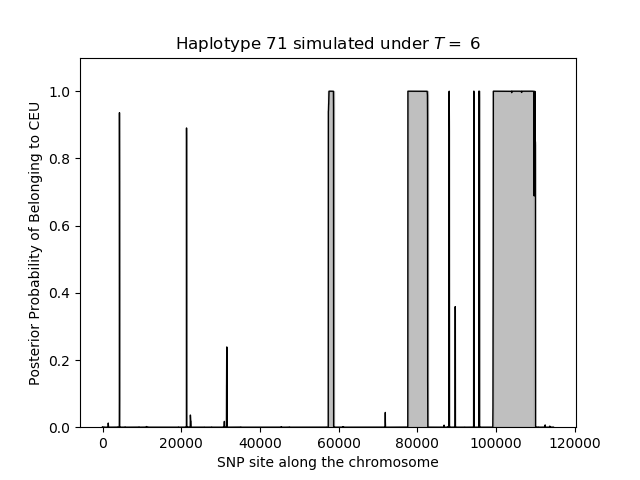 Haplotype 71 simulated under T = 6
Posterior Probability of Belonging to CEU
1.0
0.8
0.6
0.4
0.2
0.0
0 20000 40000 60000 80000 100000 120000
SNP site along the chromosome